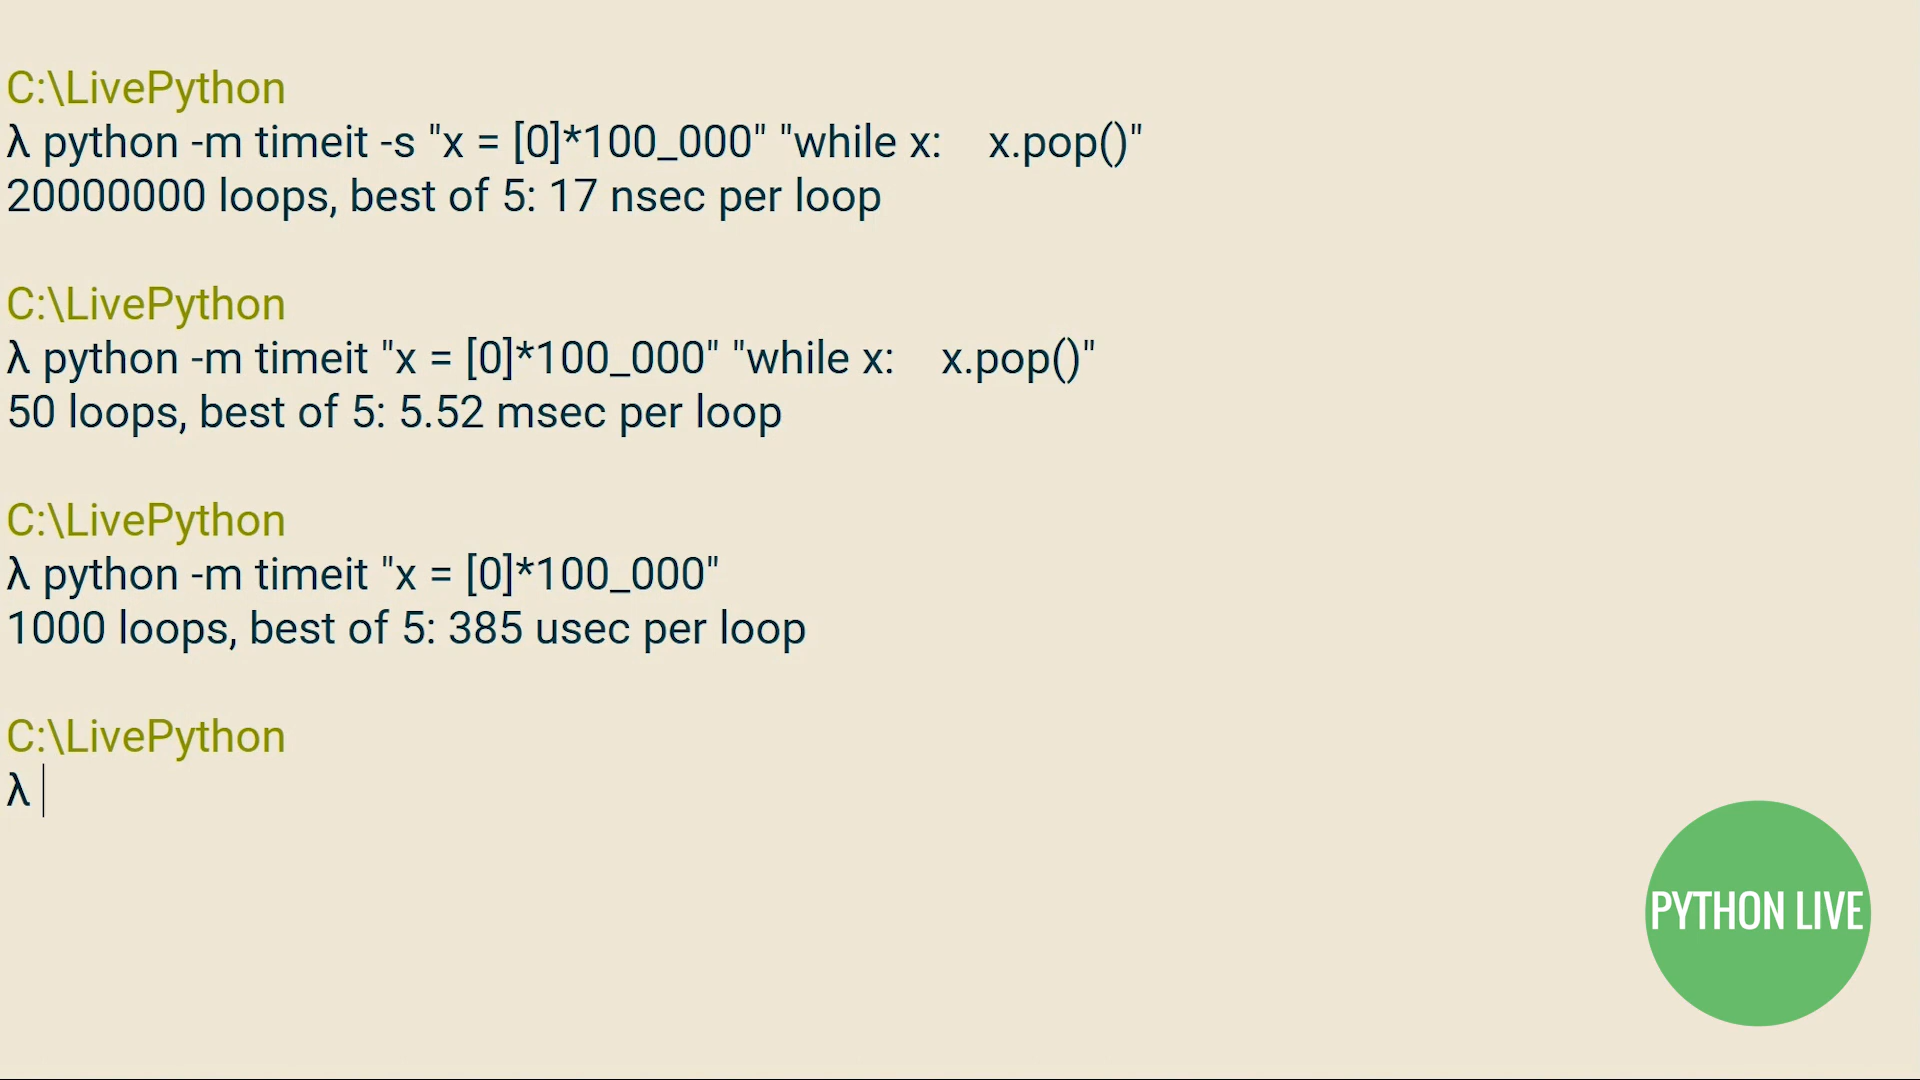 C:\LivePython
λ python -m timeit -s "x = [0]*100_000" "while x:    x.pop()"
20000000 loops, best of 5: 17 nsec per loop
C:\LivePython
λ python -m timeit "x = [0]*100_000" "while x:    x.pop()"
50 loops, best of 5: 5.52 msec per loop
C:\LivePython
λ python -m timeit "x = [0]*100_000"
1000 loops, best of 5: 385 usec per loop
C:\LivePython
λ
PYTHON LIVE